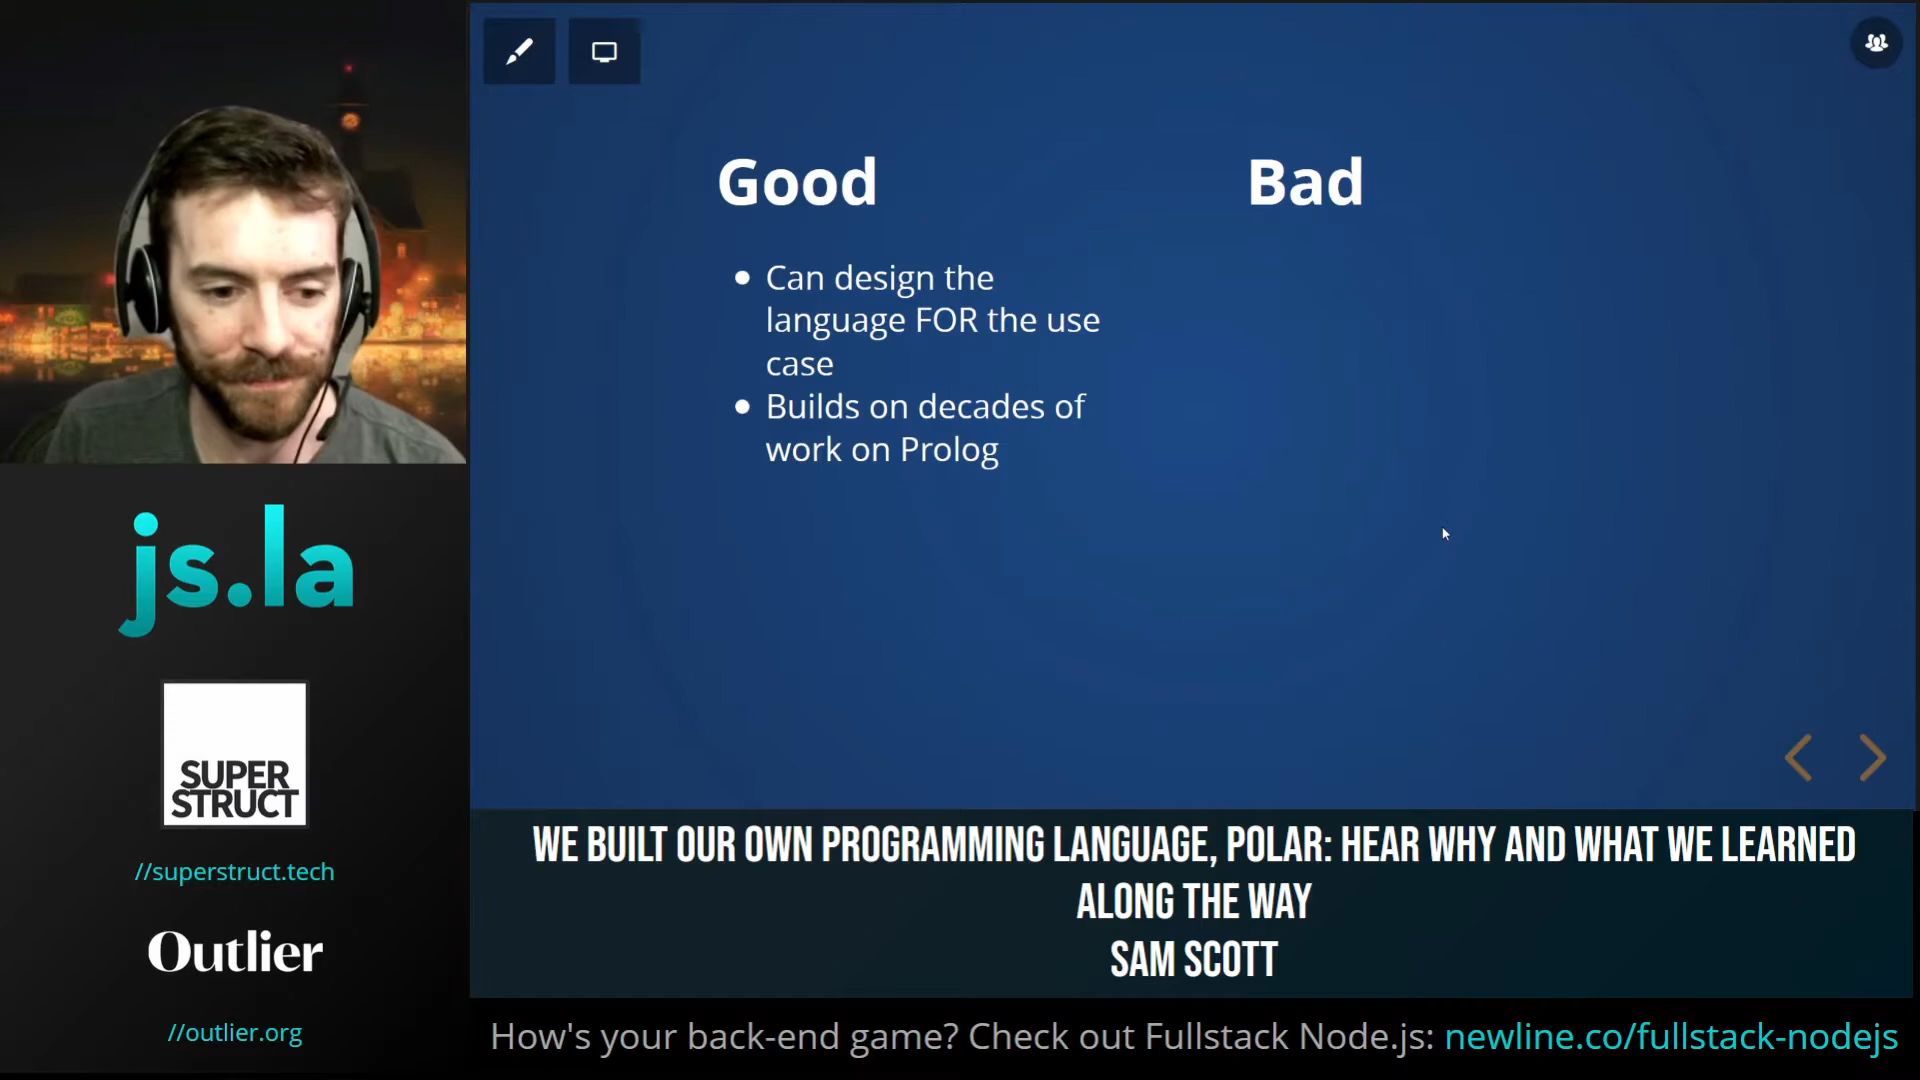 Good
Bad
Can design the
language FOR the use
case
Builds on decades of
work on Prolog
js.la
SUPER
STRUCT
//superstruct.tech
Outlier
//outlier.org
WE BUILT OUR OWN PROGRAMMING LANGUAGE, POLAR: HEAR WHY AND WHAT WE LEARNED
ALONG THE WAY
SAM SCOTT
How's your back-end game? Check out Fullstack Node.js: newline.co/fullstack-nodejs